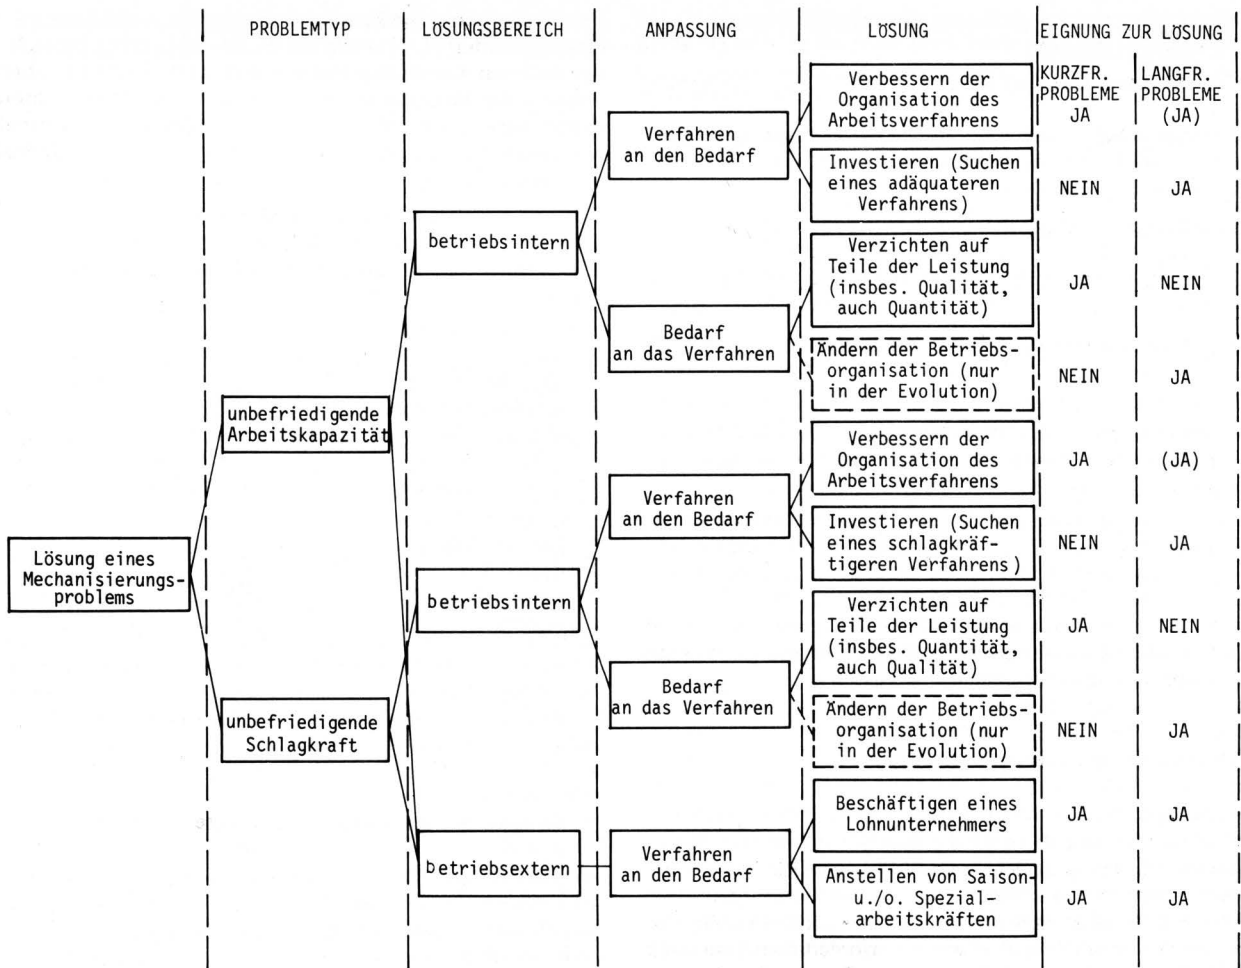 PROBLEMTYP
LÖSUNGSBEREICH
ANPASSUNG
LÖSUNG
EIGNUNG ZUR LÖSUNG
KURZFR.
PROBLEME
LANGFR.
PROBLEME
Lösung eines
Mechanisierungs-
problems
unbefriedigende
Arbeitskapazität
unbefriedigende
Schlagkraft
betriebsintern
betriebsintern
betriebsextern
Verfahren
an den Bedarf
Bedarf
an das Verfahren
Verfahren
an den Bedarf
Bedarf
an das Verfahren
Verfahren
an den Bedarf
Verbessern der
Organisation des
Arbeitsverfahrens
JA
(JA)
Investieren (Suchen
eines adäquateren
Verfahrens)
NEIN
JA
Verzichten auf
Teile der Leistung
(insbes. Qualität,
auch Quantität)
JA
NEIN
Ändern der Betriebs-
organisation (nur
in der Evolution)
NEIN
JA
Verbessern der
Organisation des
Arbeitsverfahrens
JA
(JA)
Investieren (Suchen
eines schlagkräf-
tigeren Verfahrens)
NEIN
JA
Verzichten auf
Teile der Leistung
(insbes. Quantität,
auch Qualität)
JA
NEIN
Ändern der Betriebs-
organisation (nur
in der Evolution)
NEIN
JA
Beschäftigen eines
Lohnunternehmers
JA
JA
Anstellen von Saison-
u./o. Spezial-
arbeitskräften
JA
JA